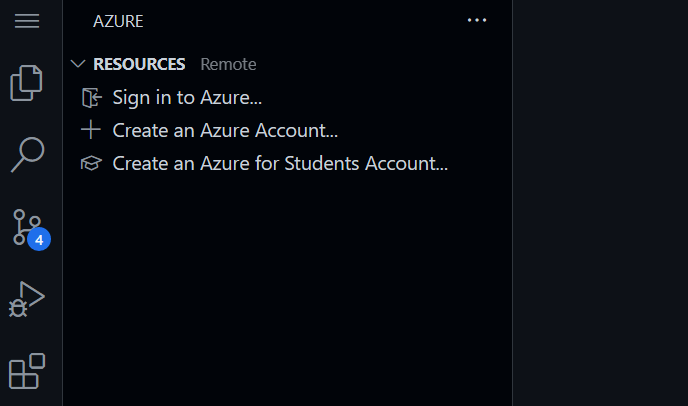 AZURE
RESOURCES Remote
Sign in to Azure...
Create an Azure Account...
Create an Azure for Students Account...
4